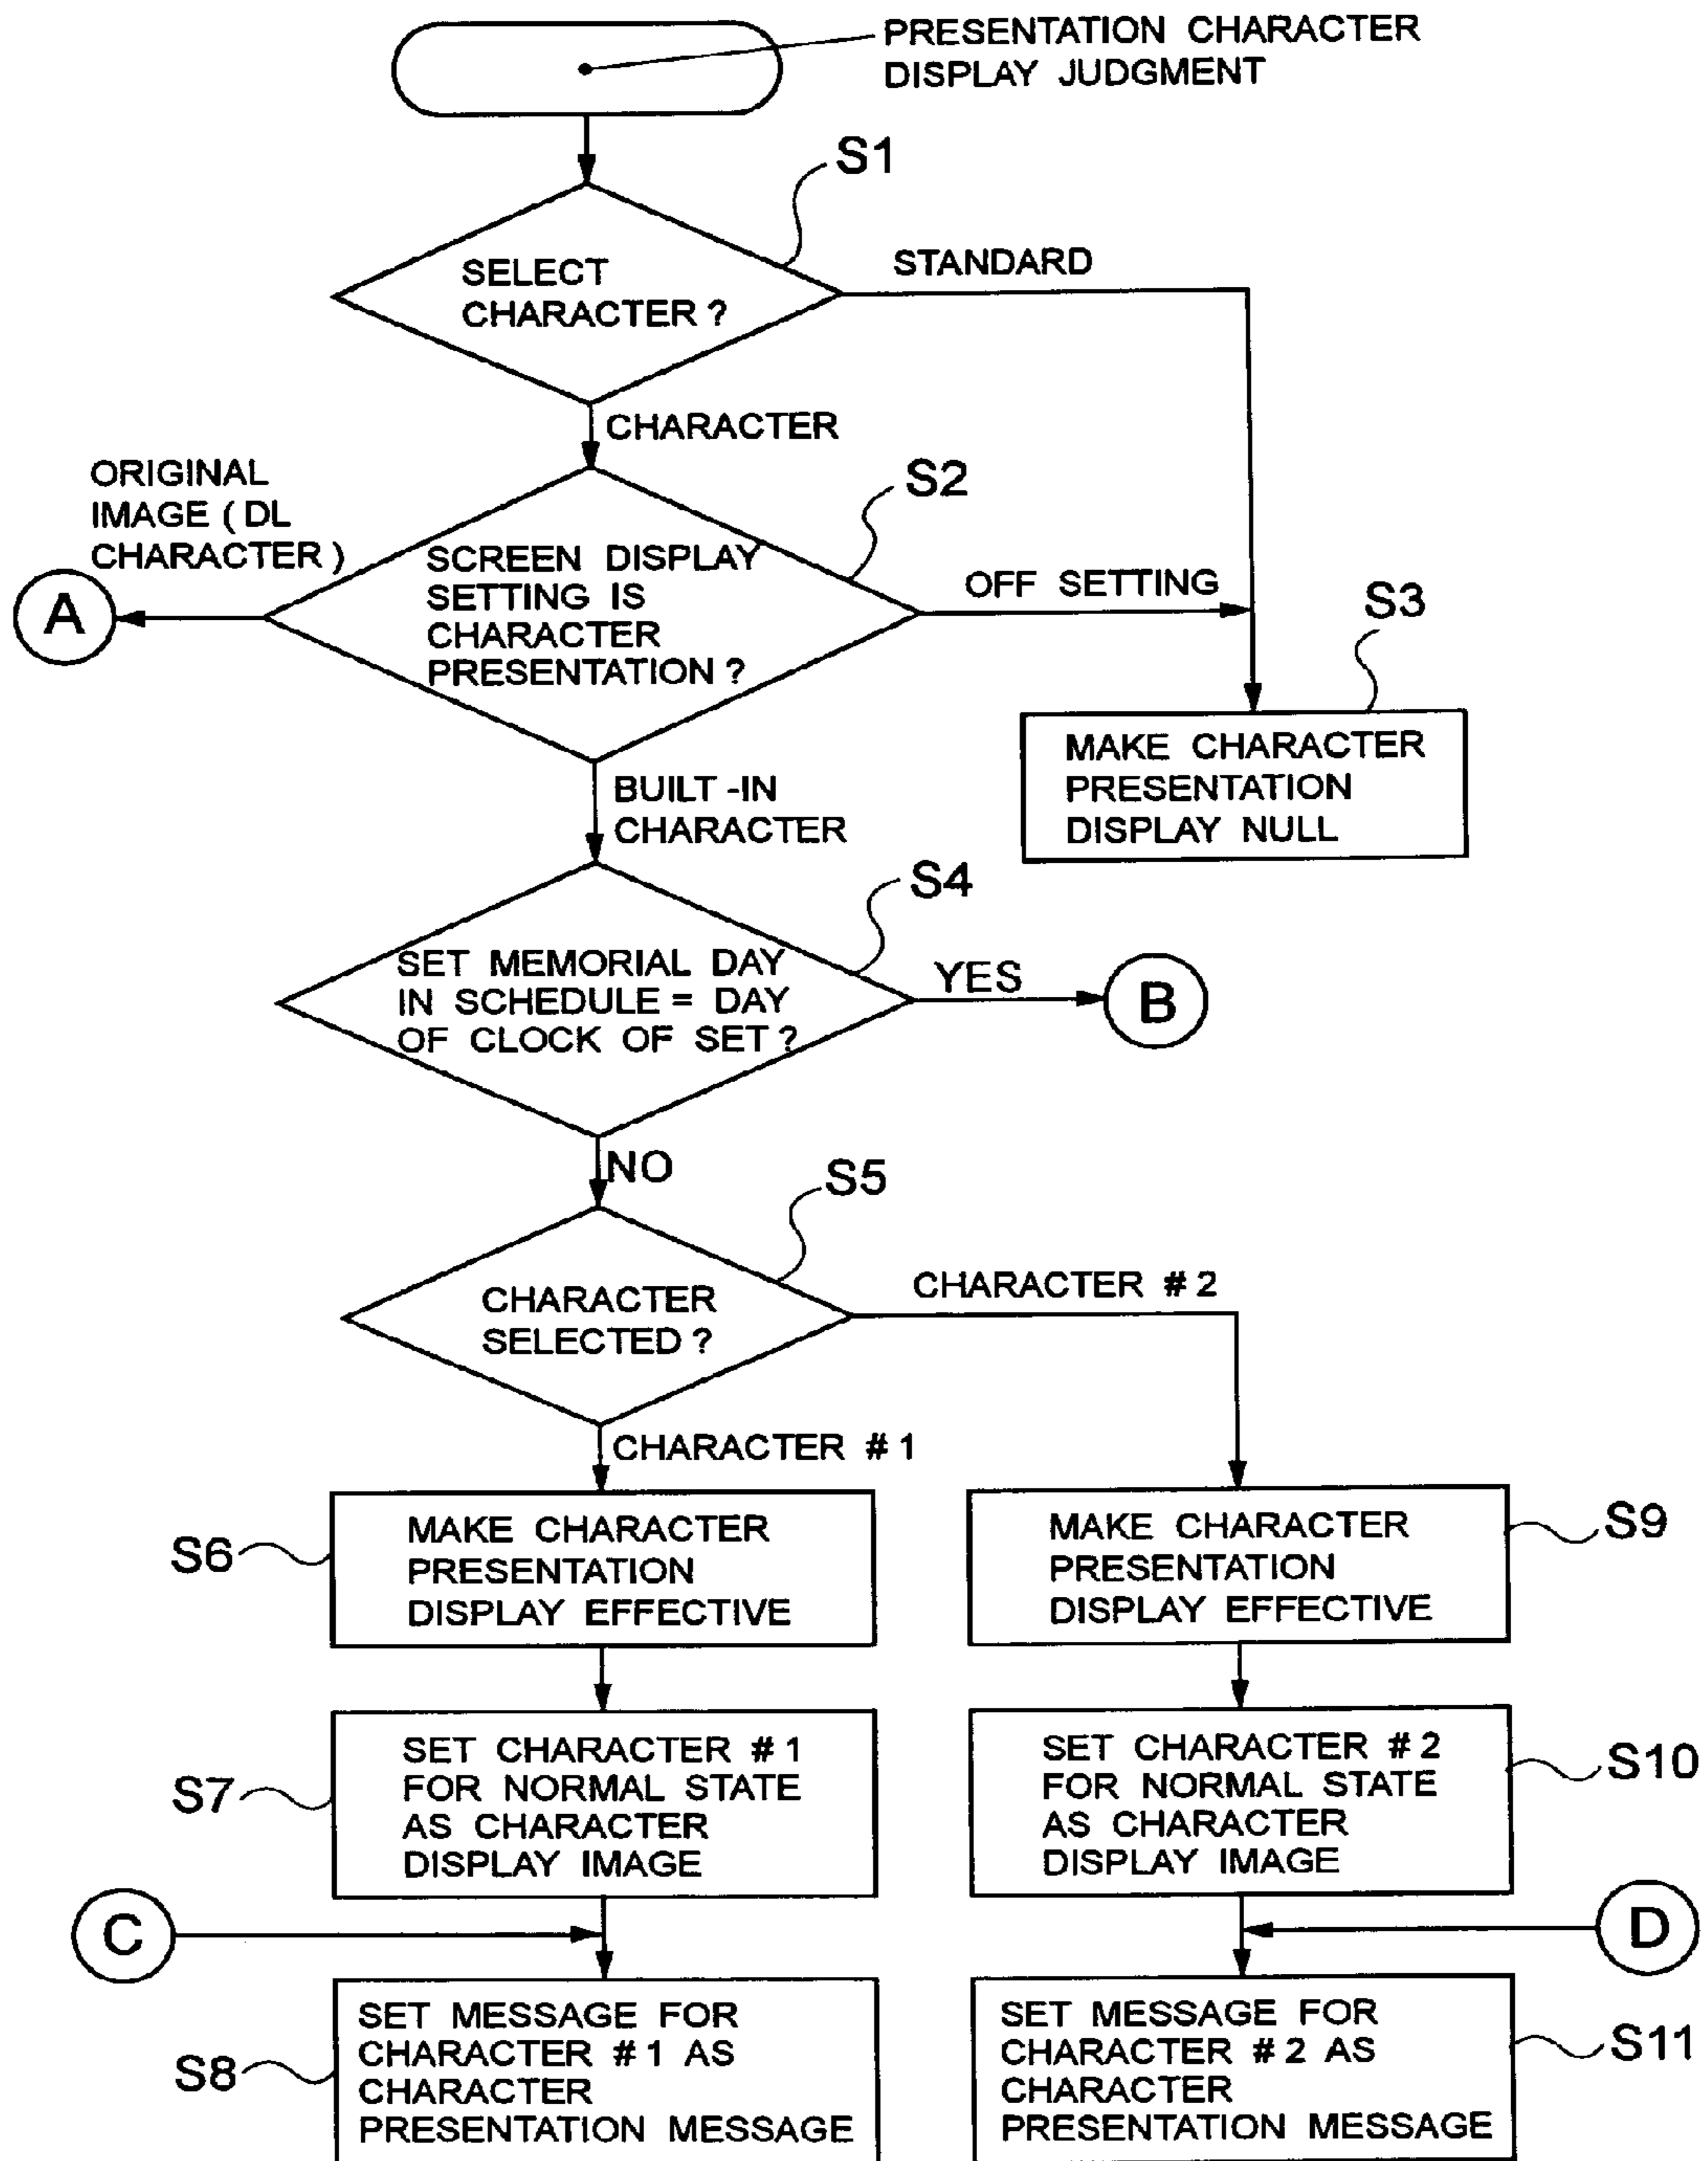 PRESENTATION CHARACTER
DISPLAY JUDGMENT
S1
SELECT
CHARACTER ?
STANDARD
CHARACTER
ORIGINAL
IMAGE ( DL
CHARACTER )
S2
SCREEN DISPLAY
SETTING IS
CHARACTER
PRESENTATION ?
OFF SETTING
A
S3
MAKE CHARACTER
PRESENTATION
DISPLAY NULL
BUILT -IN
CHARACTER
S4
SET MEMORIAL DAY
IN SCHEDULE = DAY
OF CLOCK OF SET ?
YES
B
NO
S5
CHARACTER
SELECTED ?
CHARACTER # 2
CHARACTER # 1
S6
MAKE CHARACTER
PRESENTATION
DISPLAY EFFECTIVE
MAKE CHARACTER
PRESENTATION
DISPLAY EFFECTIVE
S9
S7
SET CHARACTER # 1
FOR NORMAL STATE
AS CHARACTER
DISPLAY IMAGE
SET CHARACTER # 2
FOR NORMAL STATE
AS CHARACTER
DISPLAY IMAGE
S10
C
D
S8
SET MESSAGE FOR
CHARACTER # 1 AS
CHARACTER
PRESENTATION MESSAGE
SET MESSAGE FOR
CHARACTER # 2 AS
CHARACTER
PRESENTATION MESSAGE
S11